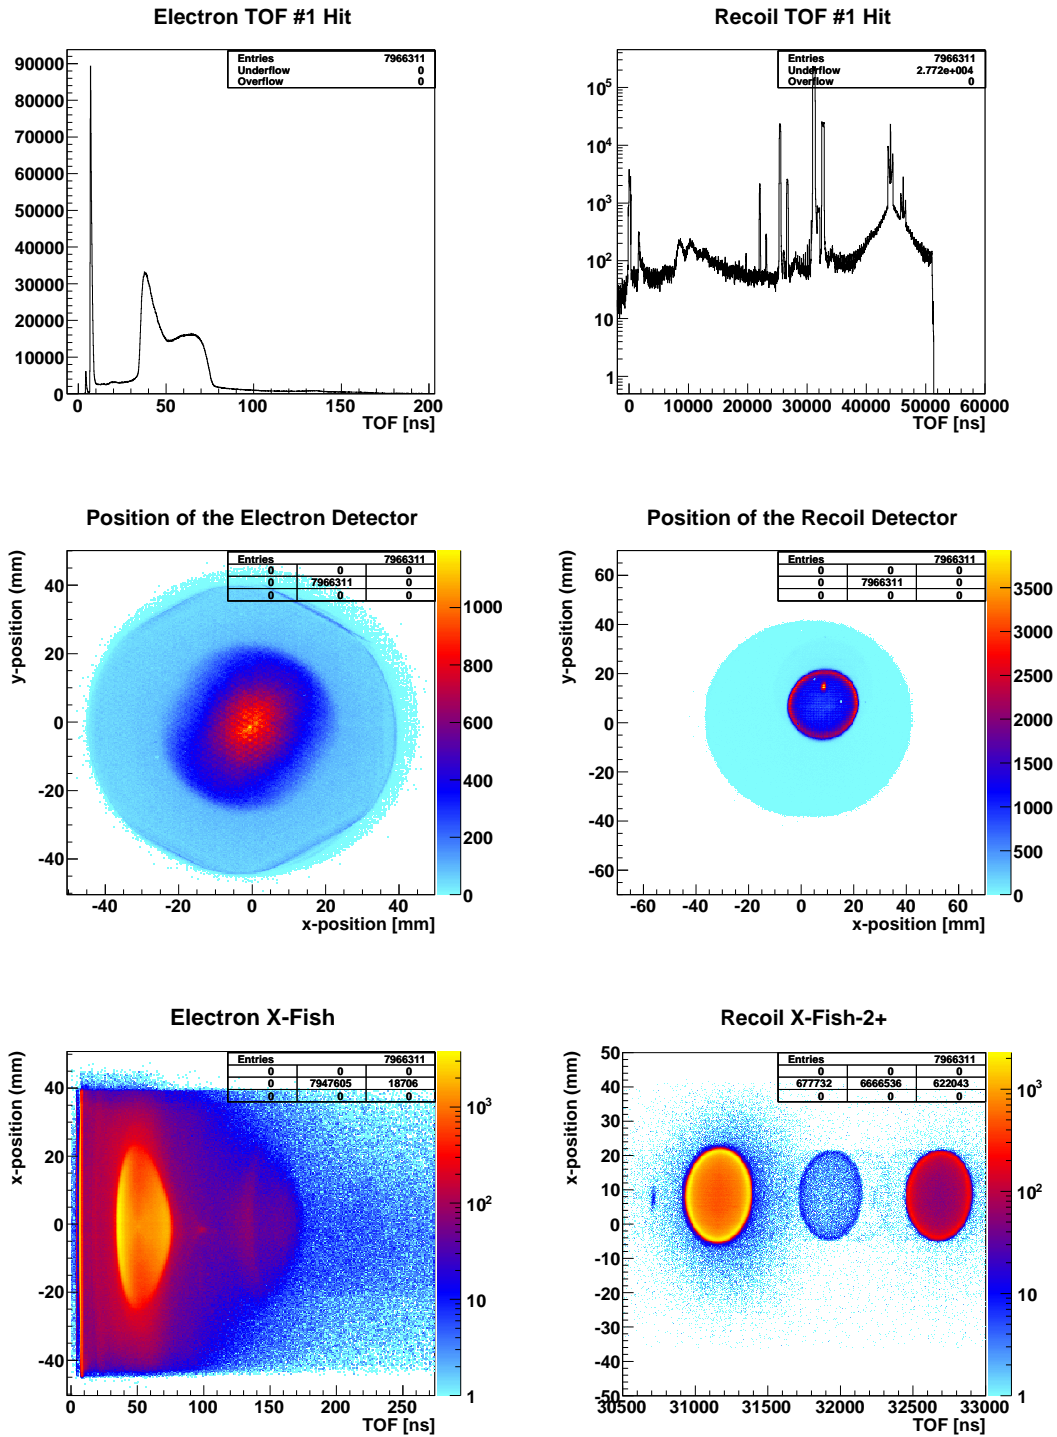 Electron TOF #1 Hit
Entries 7966311
Underflow 0
Overflow 0
90000
80000
70000
60000
50000
40000
30000
20000
10000
0
0 50 100 150 200
TOF [ns]
Recoil TOF #1 Hit
Entries 7966311
Underflow 2.772e+004
Overflow 0
10^5
10^4
10^3
10^2
10
1
0 10000 20000 30000 40000 50000 60000
TOF [ns]
Position of the Electron Detector
y-position (mm)
Entries 7966311
0 0 0
0 7966311 0
0 0 0
40
20
0
-20
-40
-40 -20 0 20 40
x-position [mm]
1000
800
600
400
200
0
Position of the Recoil Detector
y-position (mm)
Entries 7966311
0 0 0
0 7966311 0
0 0 0
60
40
20
0
-20
-40
-60
-60 -40 -20 0 20 40 60
x-position [mm]
3500
3000
2500
2000
1500
1000
500
0
Electron X-Fish
x-position (mm)
Entries 7966311
0 0 0
0 7947605 18706
0 0 0
40
20
0
-20
-40
0 50 100 150 200 250
TOF [ns]
10^3
10^2
10
1
Recoil X-Fish-2+
x-position (mm)
Entries 7966311
0 0 0
677732 6666536 622043
0 0 0
50
40
30
20
10
0
-10
-20
-30
-40
-50
30500 31000 31500 32000 32500 33000
TOF [ns]
10^3
10^2
10
1